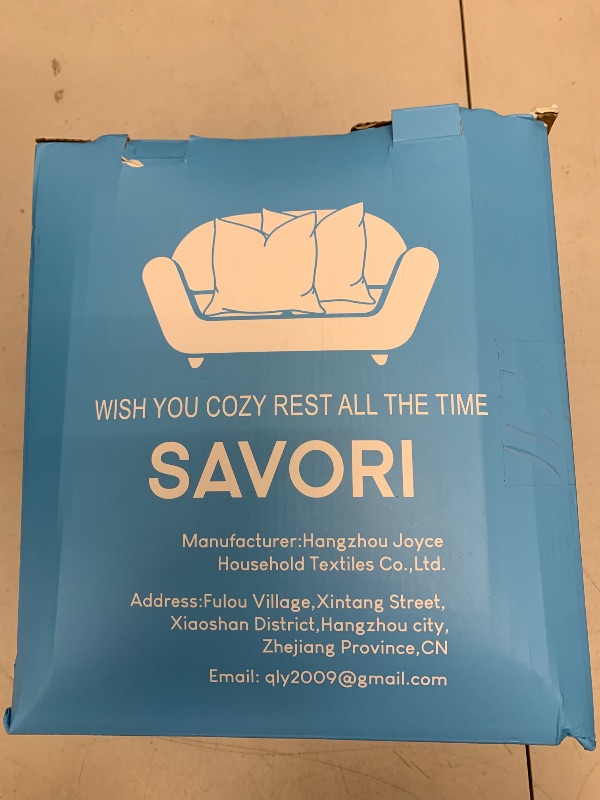 WISH YOU COZY REST ALL THE TIME
SAVORI
Manufacturer:Hangzhou Joyce
Household Textiles Co.,Ltd.
Address:Fulou Village,Xintang Street,
Xiaoshan District,Hangzhou city,
Zhejiang Province,CN
Email: qly2009@gmail.com